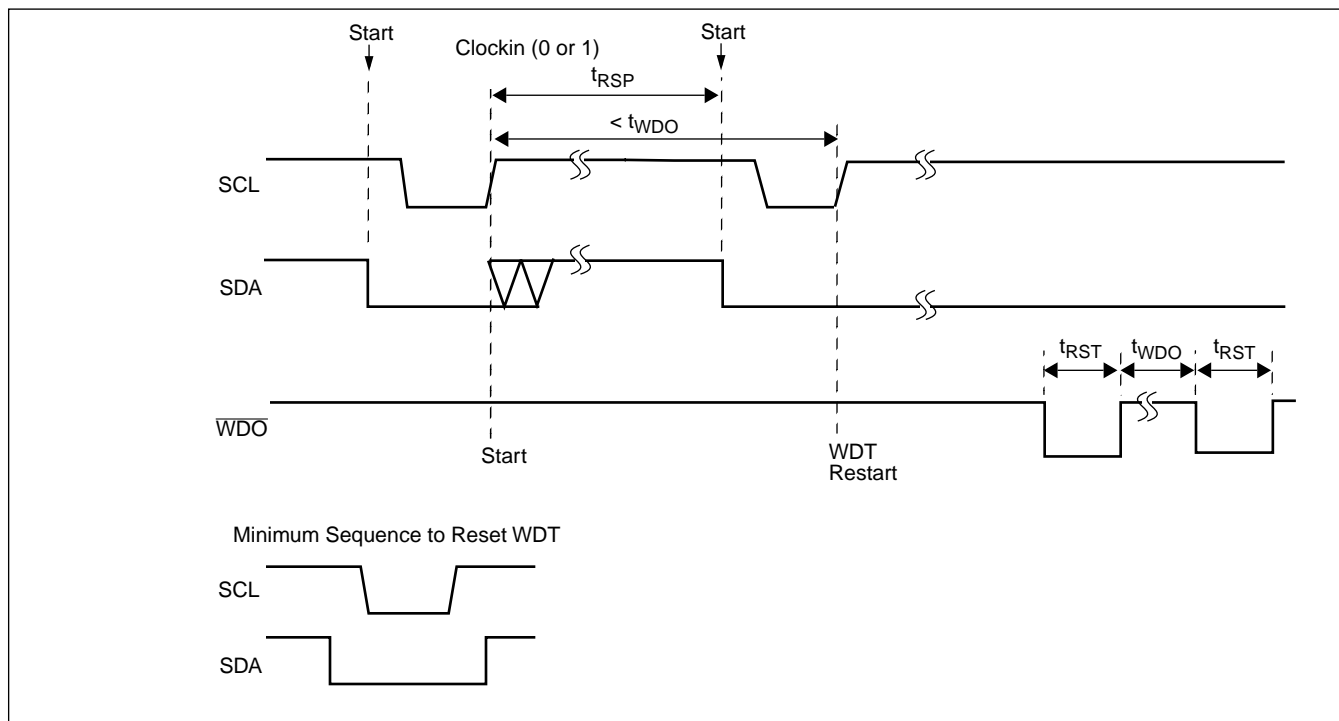 Start
Start
Clockin (0 or 1)
tRSP
< tWDO
SCL
SDA
tRST
tWDO
tRST
WDO
Start
WDT
Restart
Minimum Sequence to Reset WDT
SCL
SDA